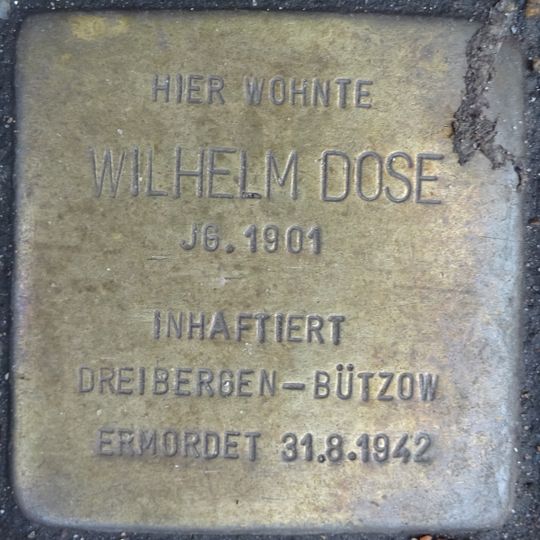 HIER WOHNTE
WILHELM DOSE
JG. 1901
INHAFTIERT
DREIBERGEN-BÜTZOW
ERMORDET 31.8.1942